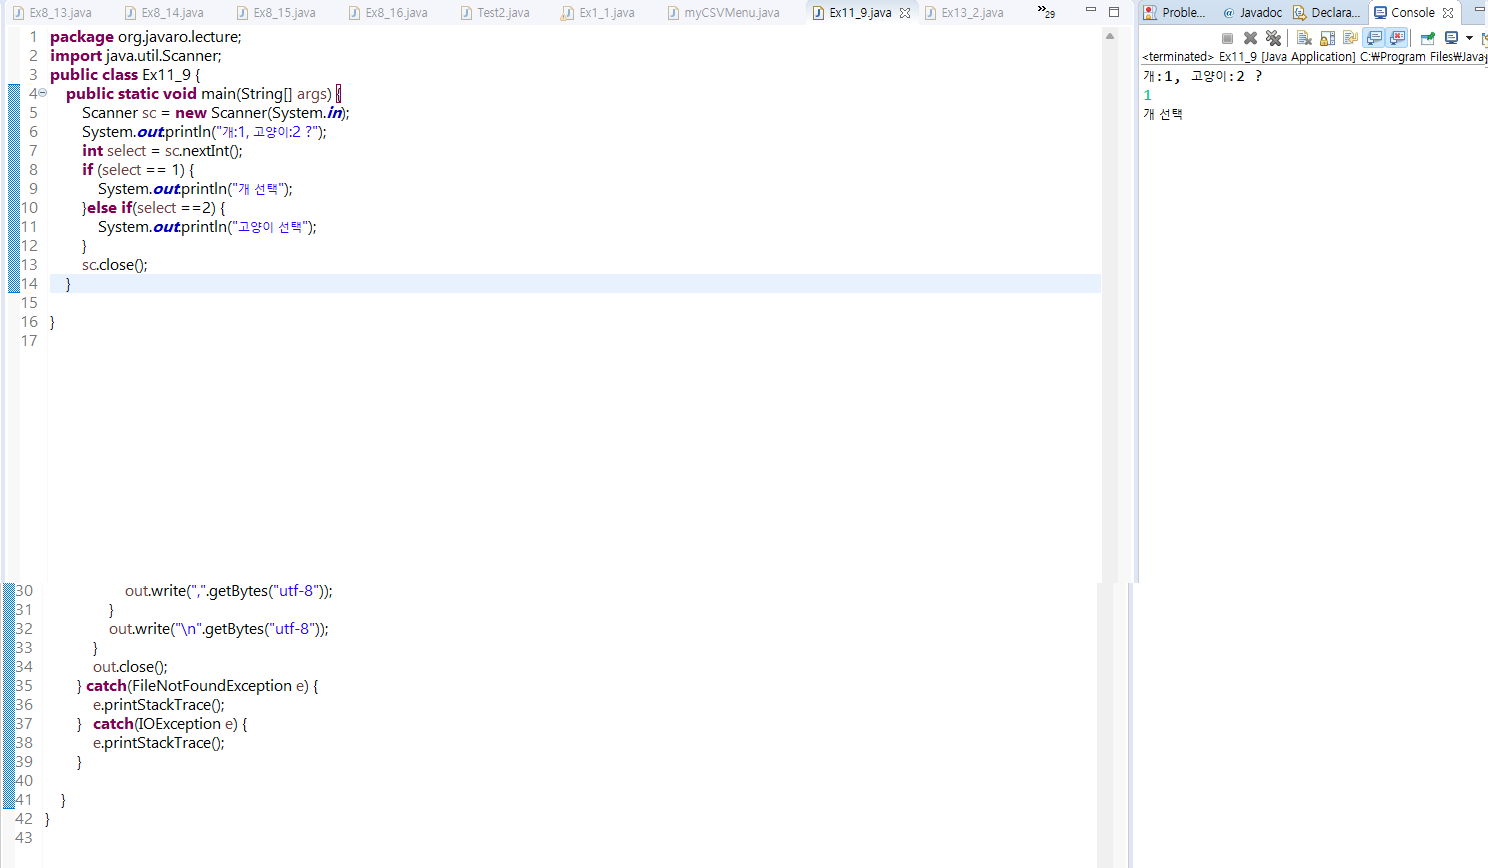 Ex8_13.java Ex8_14.java Ex8_15.java Ex8_16.java Test2.java Ex1_1.java myCSVMenu.java Ex11_9.java Ex13_2.java »29
1 package org.javaro.lecture;
2 import java.util.Scanner;
3 public class Ex11_9 {
4 public static void main(String[] args) {
5 Scanner sc = new Scanner(System.in);
6 System.out.println("개:1, 고양이:2 ?");
7 int select = sc.nextInt();
8 if (select == 1) {
9 System.out.println("개 선택");
10 }else if(select ==2) {
11 System.out.println("고양이 선택");
12 }
13 sc.close();
14 }
15
16 }
17
30 out.write(",".getBytes("utf-8"));
31 }
32 out.write("\n".getBytes("utf-8"));
33 }
34 out.close();
35 } catch(FileNotFoundException e) {
36 e.printStackTrace();
37 } catch(IOException e) {
38 e.printStackTrace();
39 }
40
41 }
42 }
43
Proble... @ Javadoc Declara... Console
<terminated> Ex11_9 [Java Application] C:₩Program Files₩Java₩
개:1, 고양이:2 ?
1
개 선택